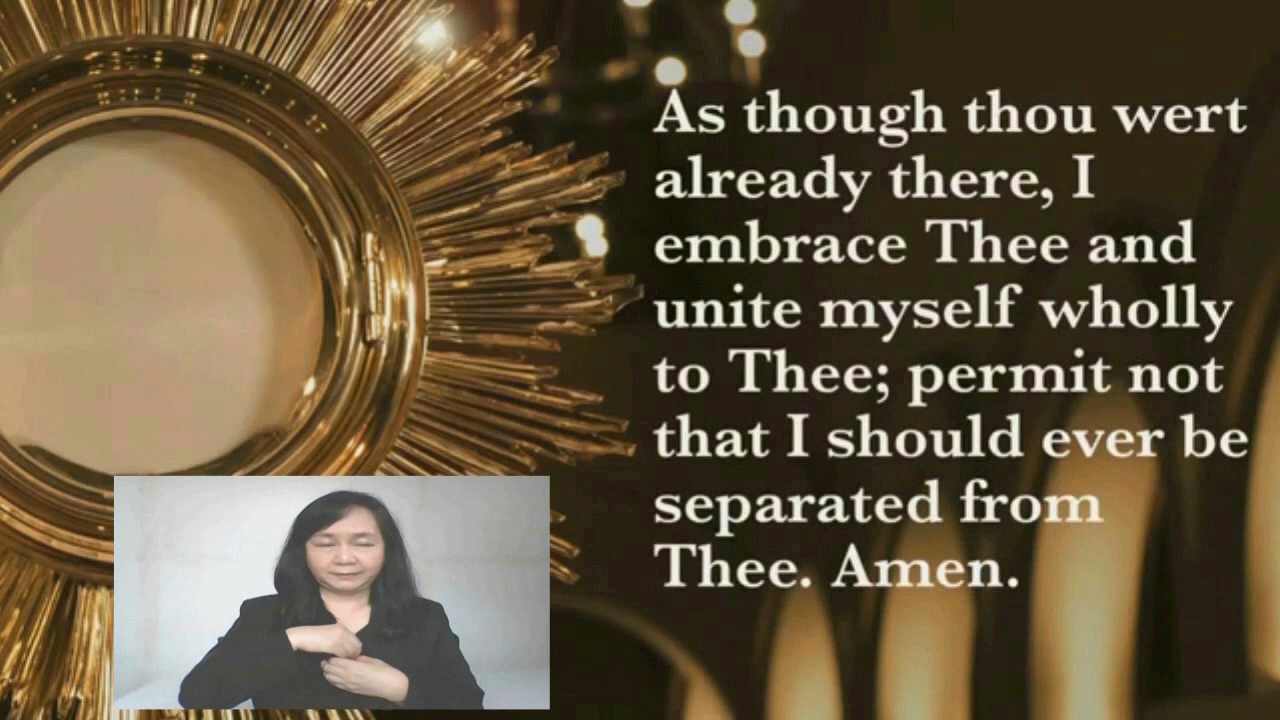 As though thou wert
already there, I
embrace Thee and
unite myself wholly
to Thee; permit not
that I should ever be
separated from
Thee. Amen.